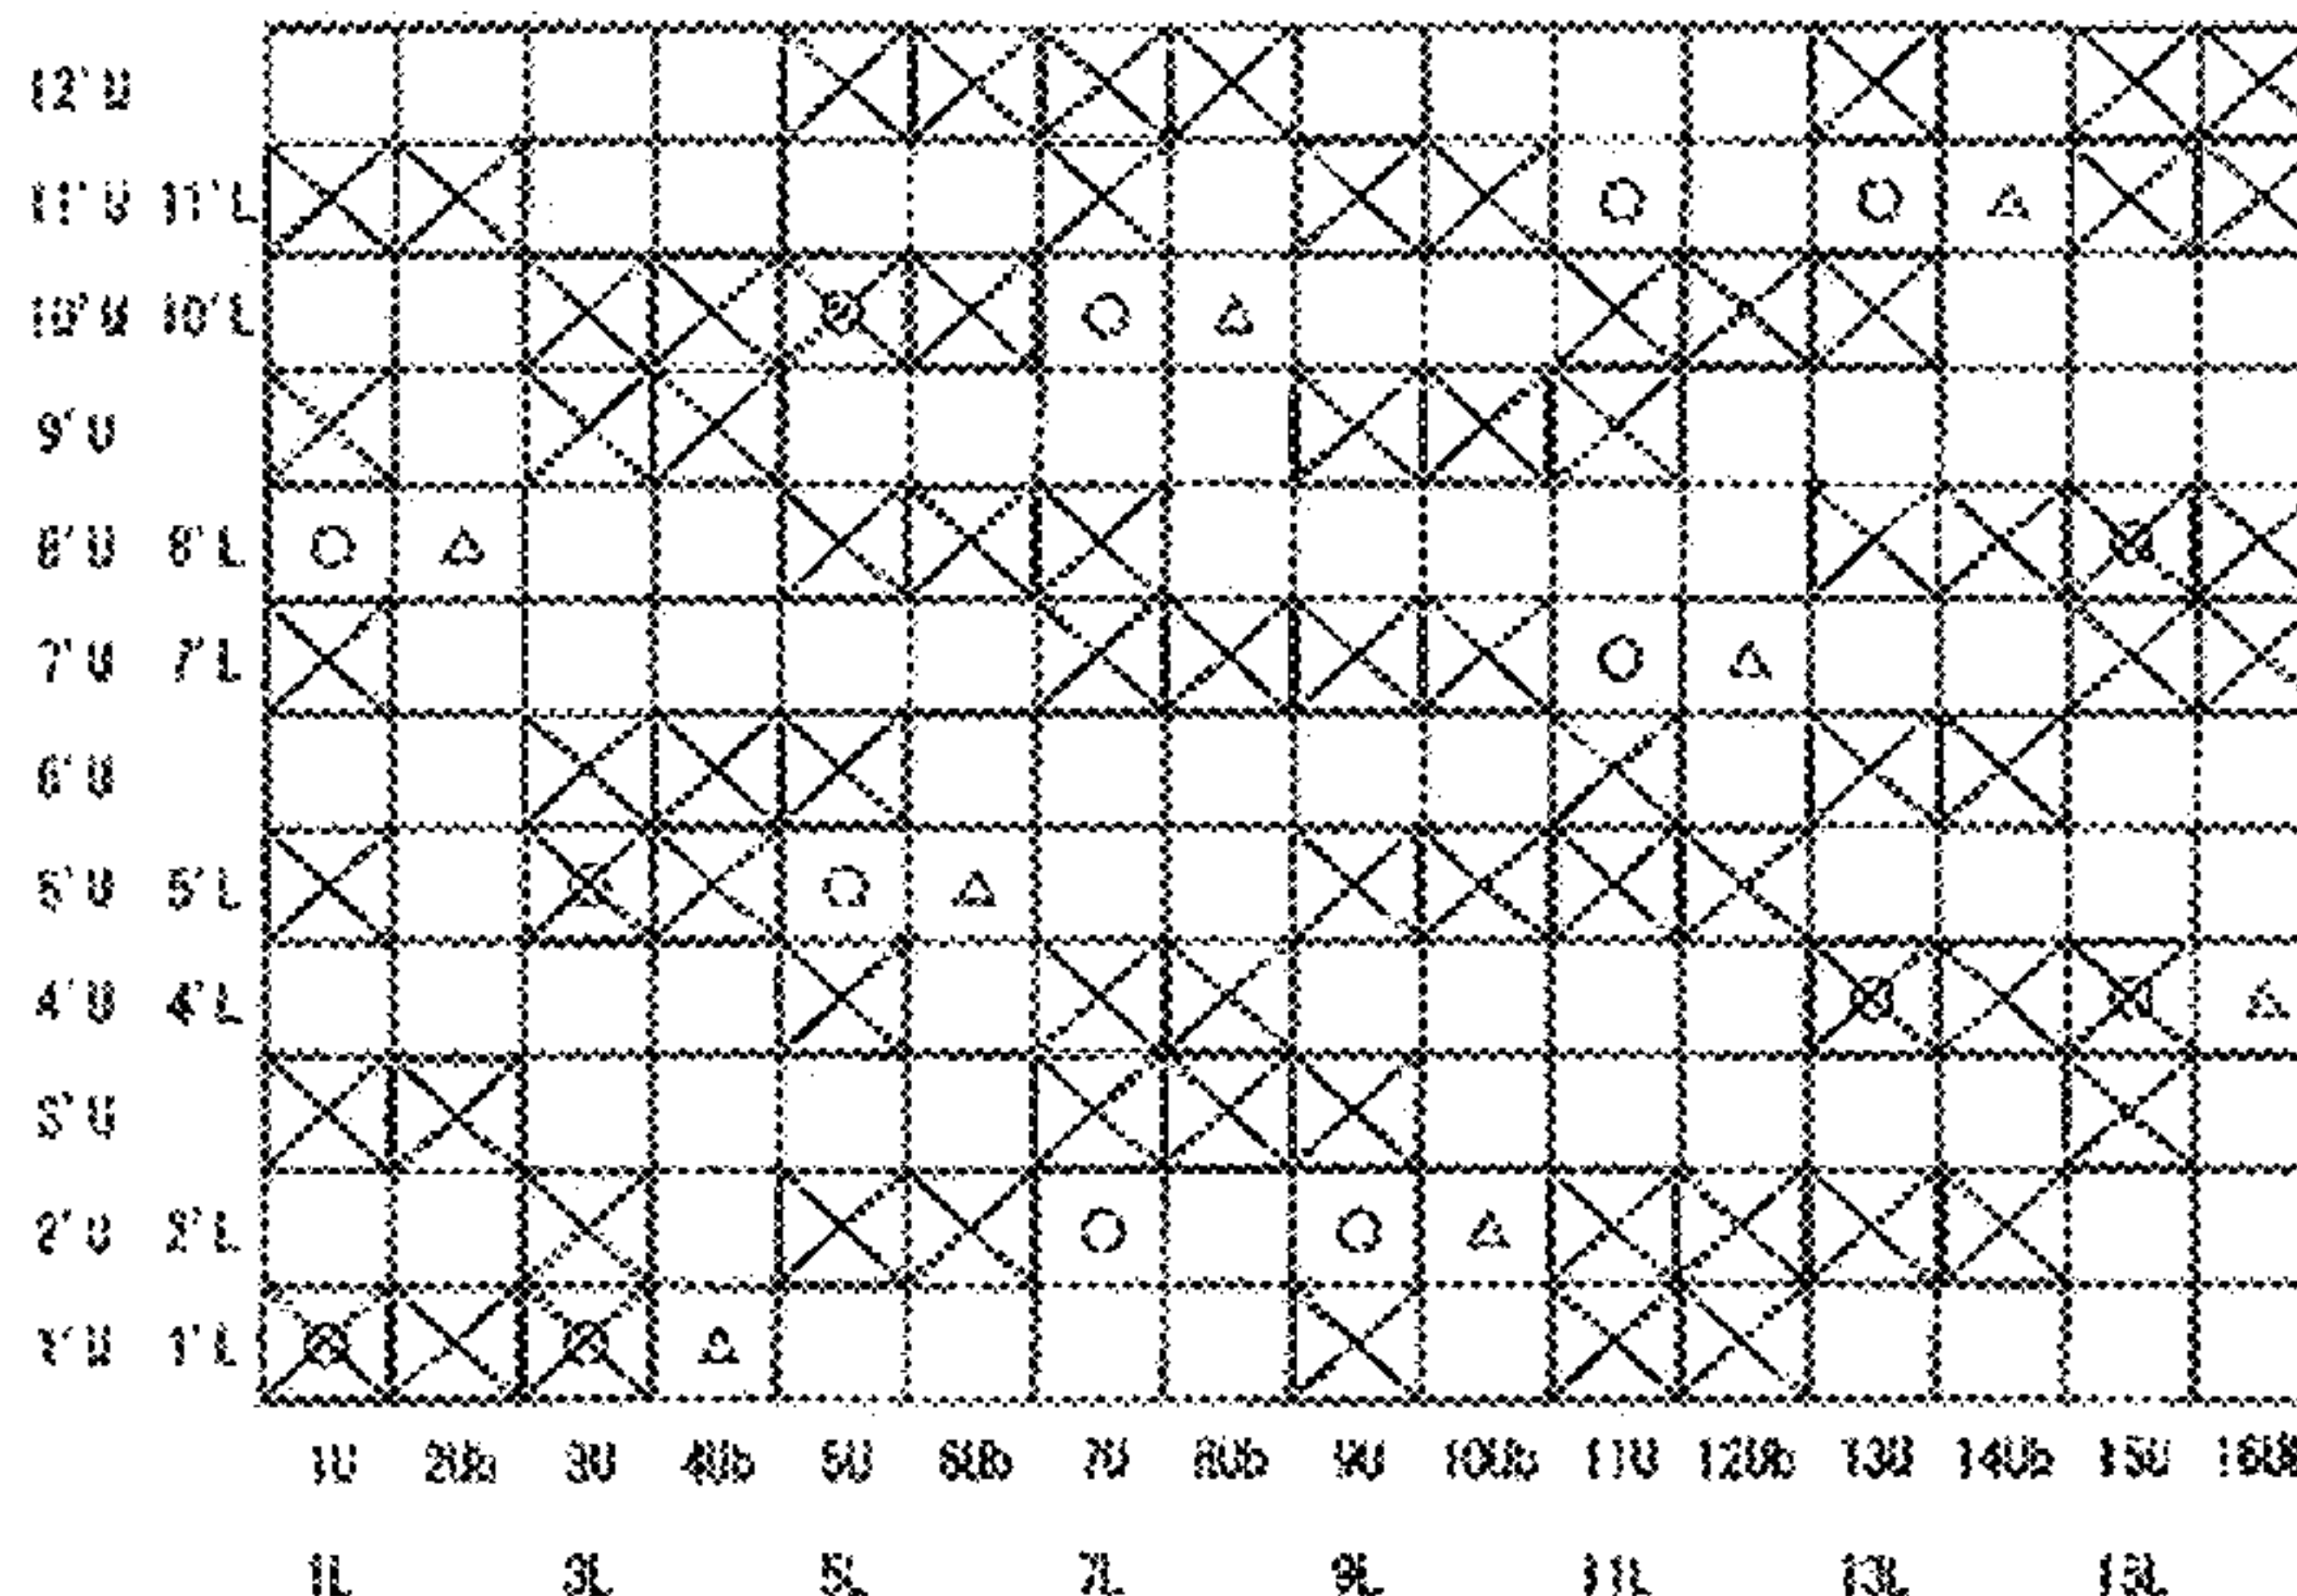 12'U
11'U 11'L
10'U 10'L
9'U
8'U 8'L
7'U 7'L
6'U
5'U 5'L
4'U 4'L
3'U
2'U 2'L
1'U 1'L
1U 2Ub 3U 4Ub 5U 6Ub 7U 8Ub 9U 10Ub 11U 12Ub 13U 14Ub 15U 16Ub
1L 3L 5L 7L 9L 11L 13L 15L